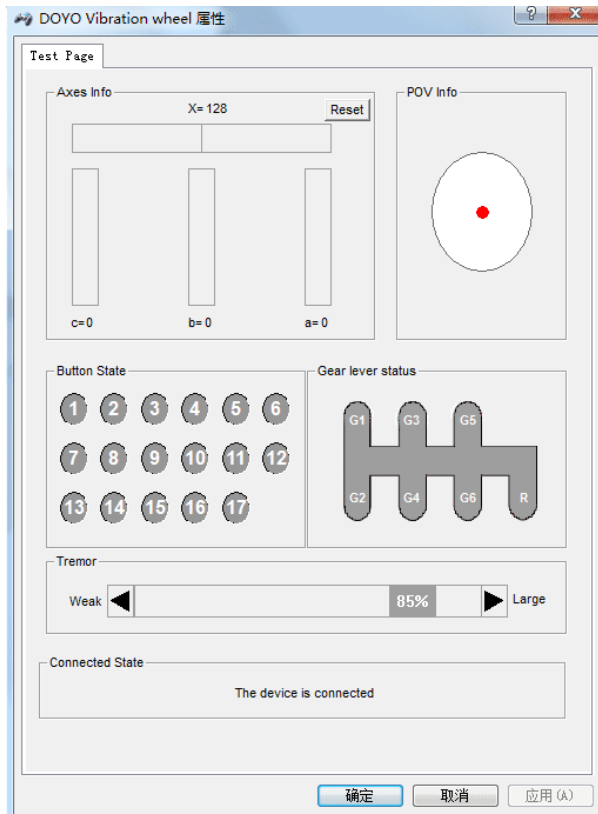 DOYO Vibration wheel 属性
?
Test Page
Axes Info
X= 128
Reset
c= 0
b= 0
a= 0
POV Info
Button State
1 2 3 4 5 6
7 8 9 10 11 12
13 14 15 16 17
Gear lever status
G1 G3 G5
G2 G4 G6 R
Tremor
Weak 85% Large
Connected State
The device is connected
确定 取消 应用(A)